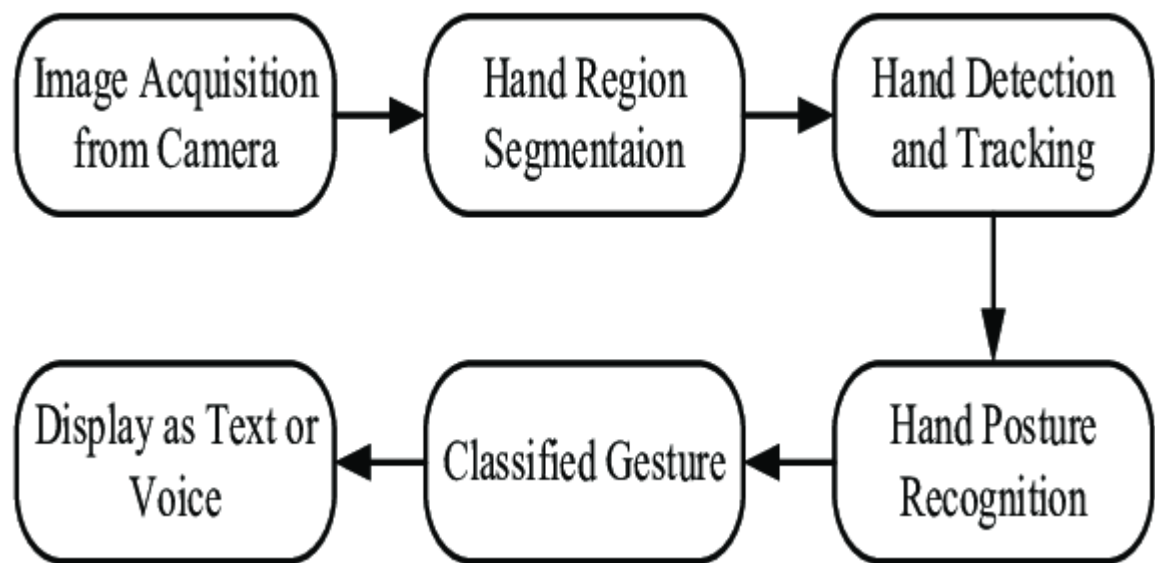 Image Acquisition
from Camera
Hand Region
Segmentaion
Hand Detection
and Tracking
Hand Posture
Recognition
Classified Gesture
Display as Text or
Voice